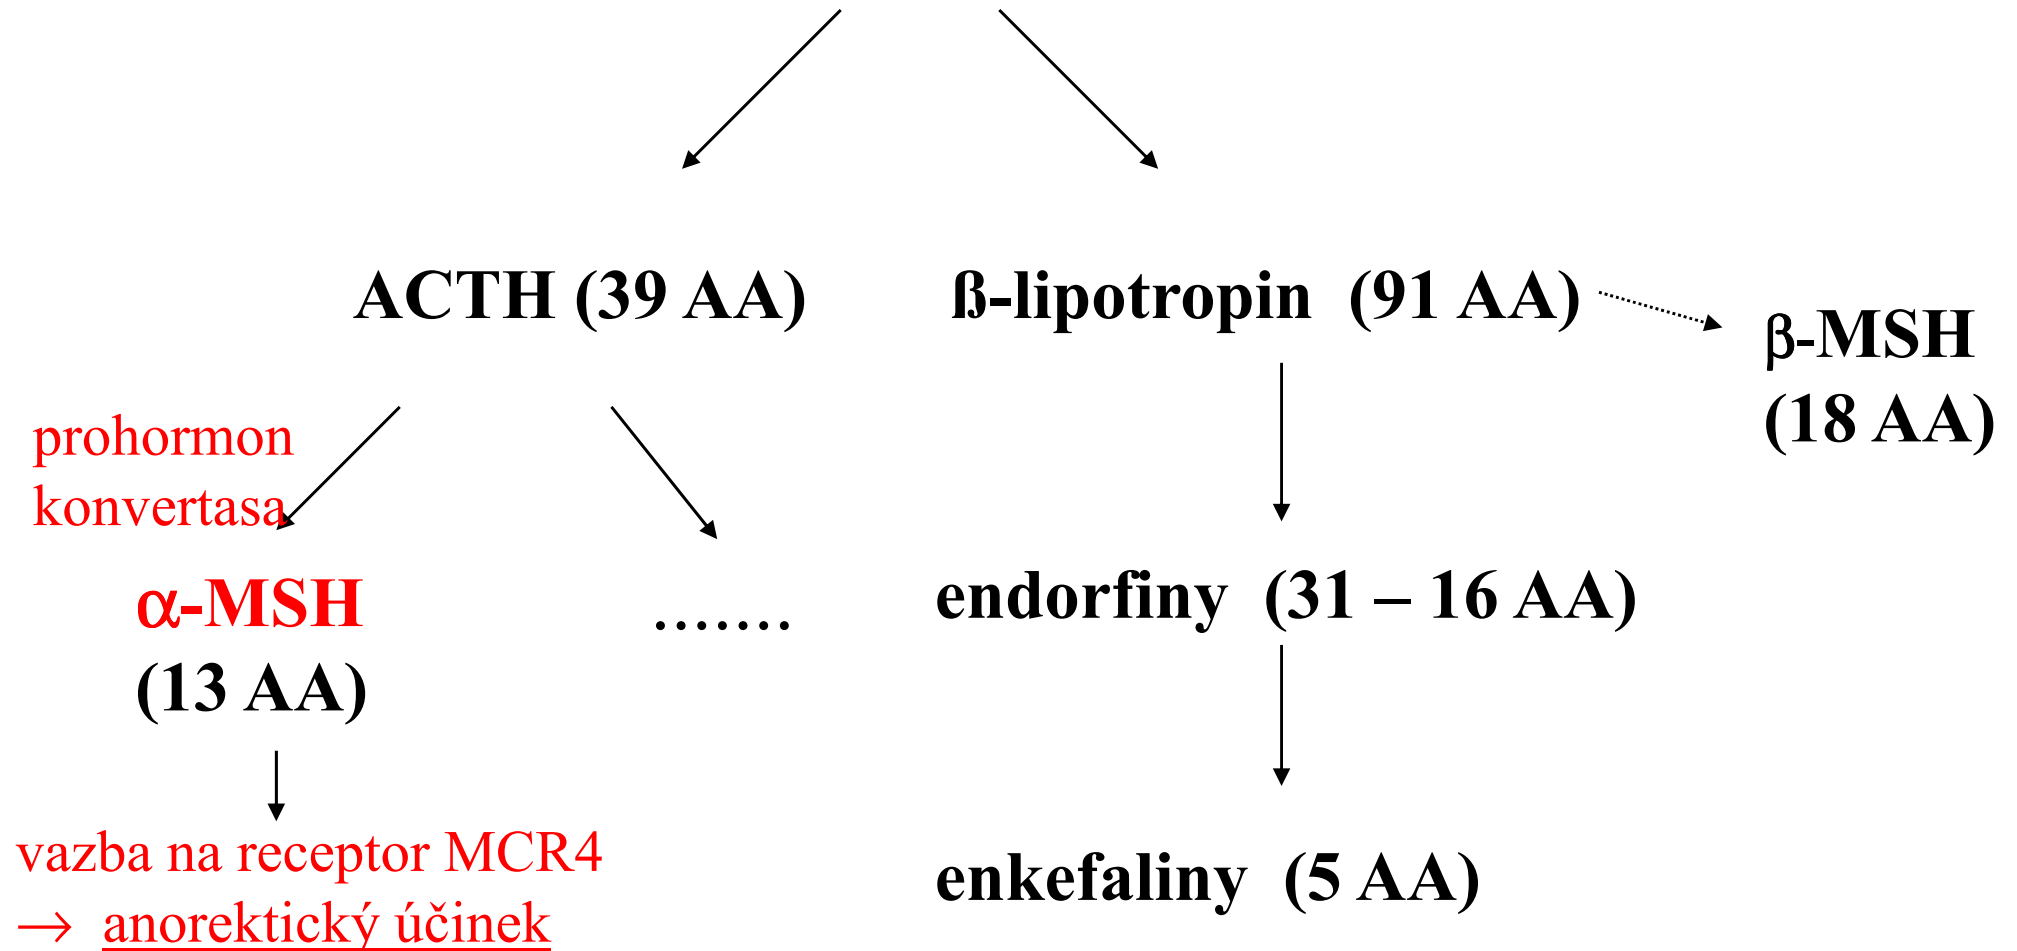 ACTH (39 AA)
ß-lipotropin (91 AA)
β-MSH
(18 AA)
prohormon
konvertasa
α-MSH
(13 AA)
.......
endorfiny (31 – 16 AA)
vazba na receptor MCR4
→ anorektický účinek
enkefaliny (5 AA)